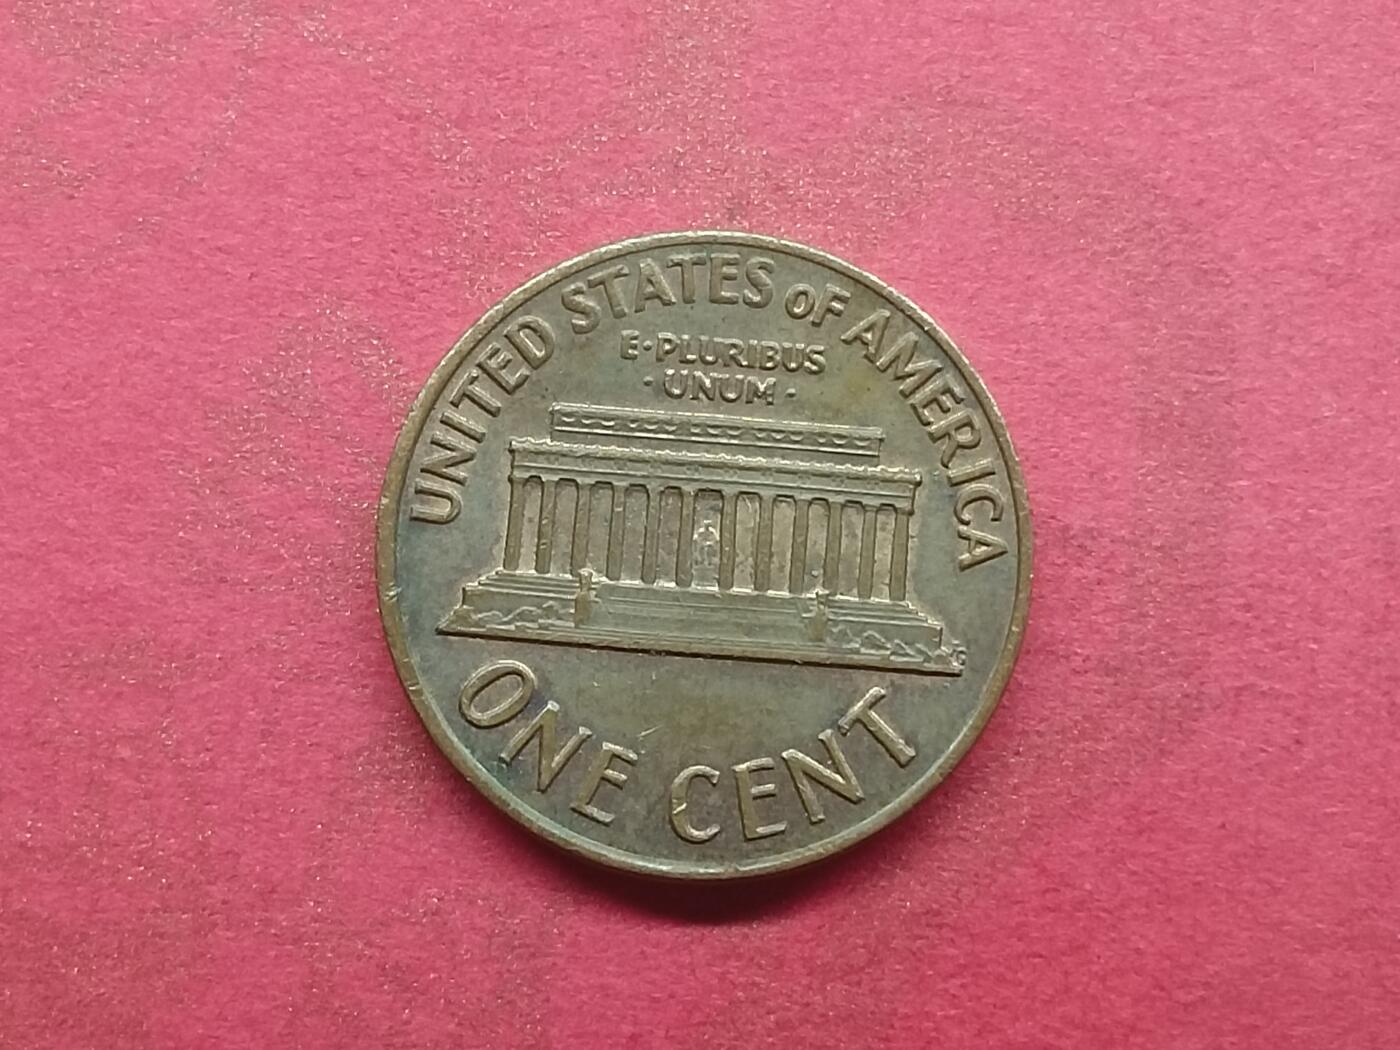 UNITED STATES OF AMERICA
E·PLURIBUS
·UNUM·
ONE CENT